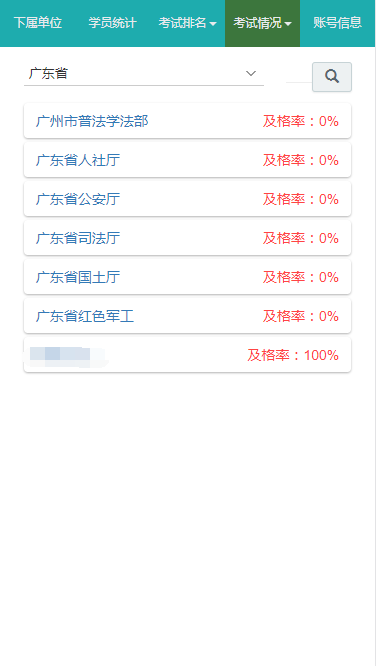 下属单位 学员统计 考试排名 考试情况 账号信息
广东省
广州市普法学法部 及格率：0%
广东省人社厅 及格率：0%
广东省公安厅 及格率：0%
广东省司法厅 及格率：0%
广东省国土厅 及格率：0%
广东省红色军工 及格率：0%
及格率：100%